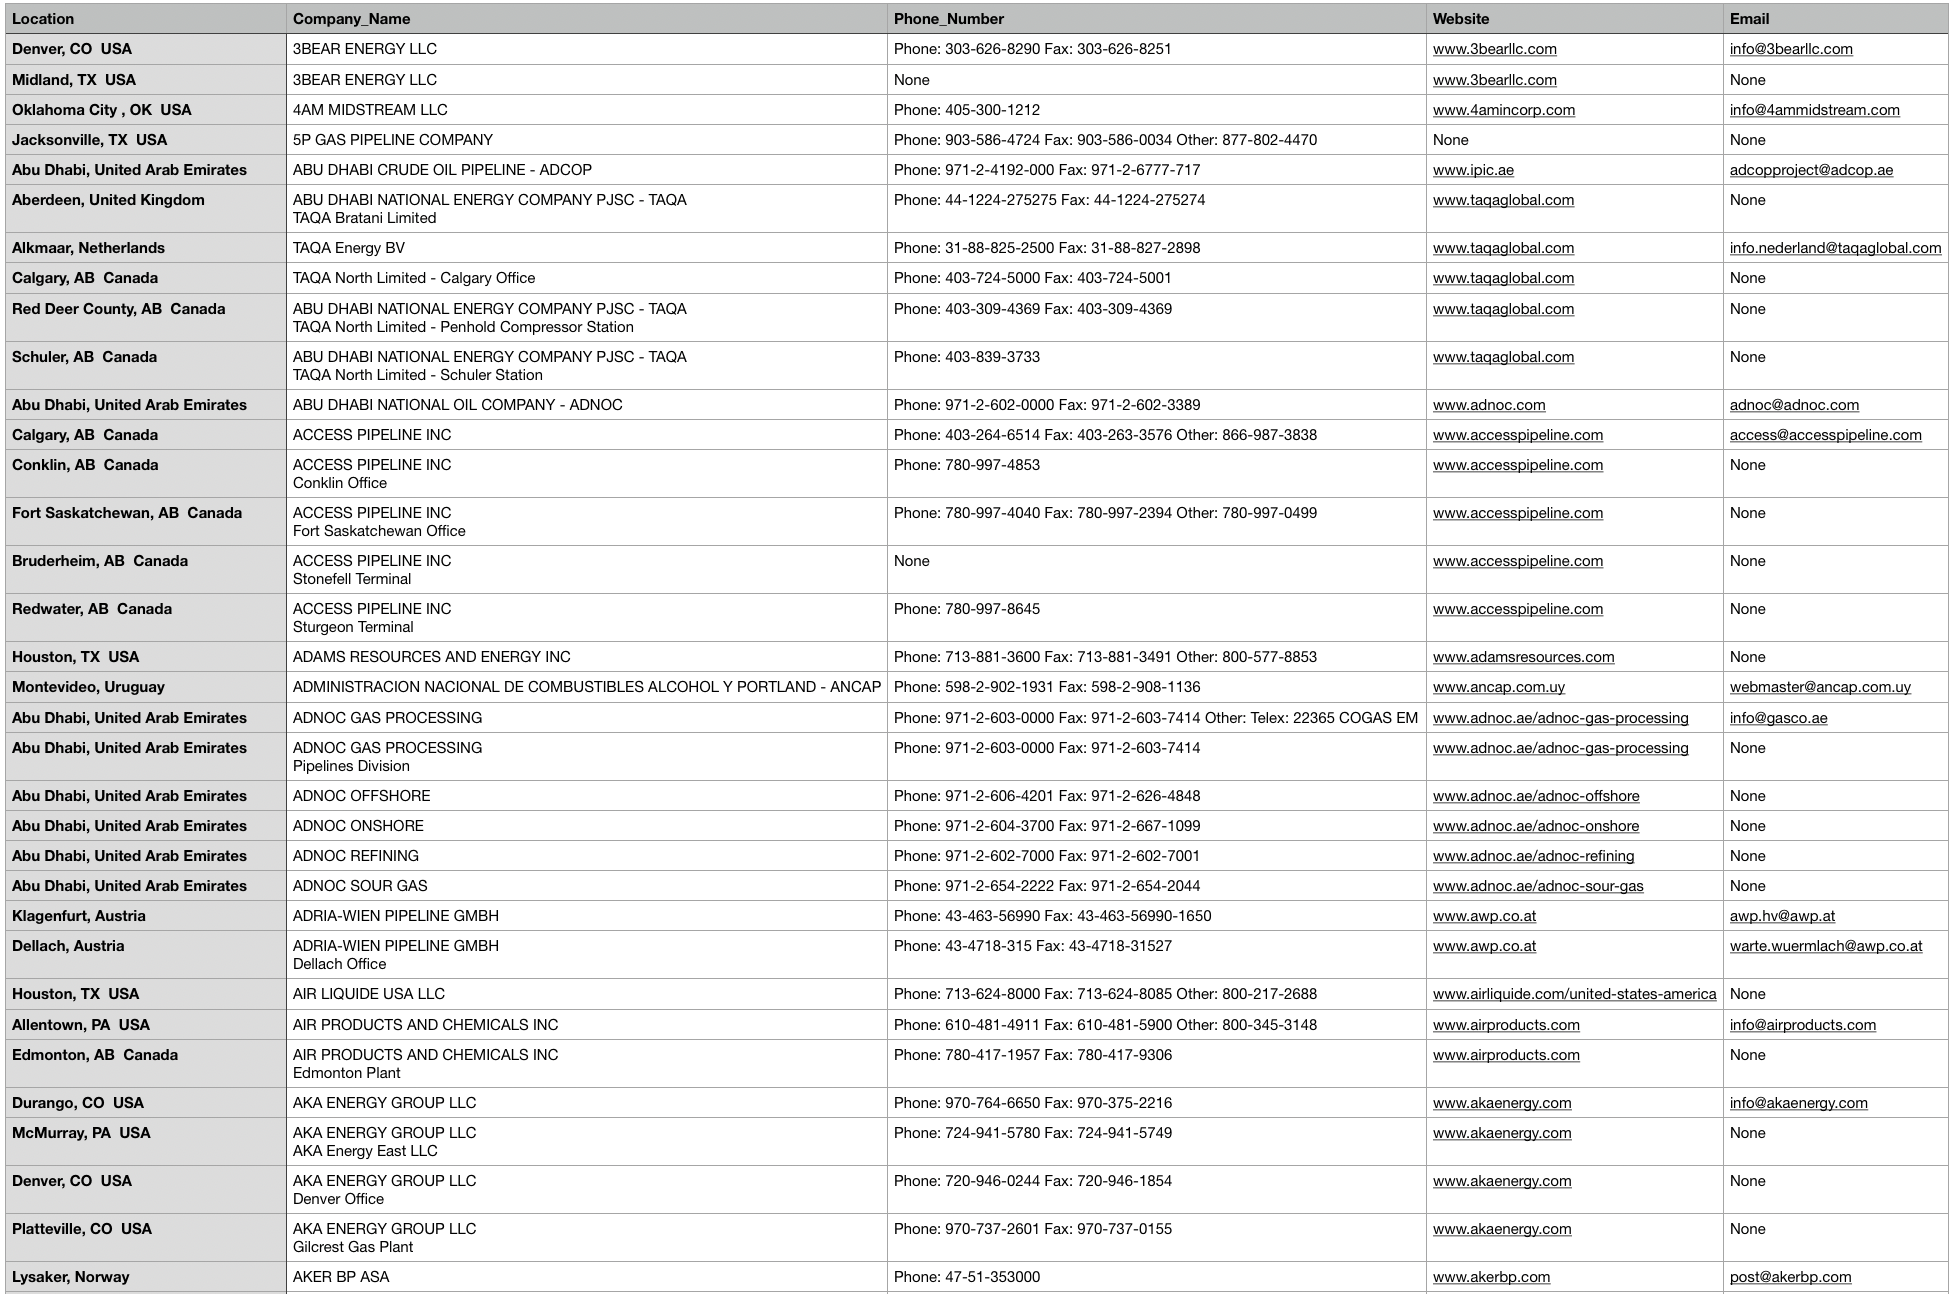 Location Company_Name Phone_Number Website Email
Denver, CO  USA 3BEAR ENERGY LLC Phone: 303-626-8290 Fax: 303-626-8251 www.3bearllc.com info@3bearllc.com
Midland, TX  USA 3BEAR ENERGY LLC None www.3bearllc.com None
Oklahoma City , OK  USA 4AM MIDSTREAM LLC Phone: 405-300-1212 www.4amincorp.com info@4ammidstream.com
Jacksonville, TX  USA 5P GAS PIPELINE COMPANY Phone: 903-586-4724 Fax: 903-586-0034 Other: 877-802-4470 None None
Abu Dhabi, United Arab Emirates ABU DHABI CRUDE OIL PIPELINE - ADCOP Phone: 971-2-4192-000 Fax: 971-2-6777-717 www.ipic.ae adcopproject@adcop.ae
Aberdeen, United Kingdom ABU DHABI NATIONAL ENERGY COMPANY PJSC - TAQA Phone: 44-1224-275275 Fax: 44-1224-275274 www.taqaglobal.com None
TAQA Bratani Limited
Alkmaar, Netherlands TAQA Energy BV Phone: 31-88-825-2500 Fax: 31-88-827-2898 www.taqaglobal.com info.nederland@taqaglobal.com
Calgary, AB  Canada TAQA North Limited - Calgary Office Phone: 403-724-5000 Fax: 403-724-5001 www.taqaglobal.com None
Red Deer County, AB  Canada ABU DHABI NATIONAL ENERGY COMPANY PJSC - TAQA Phone: 403-309-4369 Fax: 403-309-4369 www.taqaglobal.com None
TAQA North Limited - Penhold Compressor Station
Schuler, AB  Canada ABU DHABI NATIONAL ENERGY COMPANY PJSC - TAQA Phone: 403-839-3733 www.taqaglobal.com None
TAQA North Limited - Schuler Station
Abu Dhabi, United Arab Emirates ABU DHABI NATIONAL OIL COMPANY - ADNOC Phone: 971-2-602-0000 Fax: 971-2-602-3389 www.adnoc.com adnoc@adnoc.com
Calgary, AB  Canada ACCESS PIPELINE INC Phone: 403-264-6514 Fax: 403-263-3576 Other: 866-987-3838 www.accesspipeline.com access@accesspipeline.com
Conklin, AB  Canada ACCESS PIPELINE INC Phone: 780-997-4853 www.accesspipeline.com None
Conklin Office
Fort Saskatchewan, AB  Canada ACCESS PIPELINE INC Phone: 780-997-4040 Fax: 780-997-2394 Other: 780-997-0499 www.accesspipeline.com None
Fort Saskatchewan Office
Bruderheim, AB  Canada ACCESS PIPELINE INC None www.accesspipeline.com None
Stonefell Terminal
Redwater, AB  Canada ACCESS PIPELINE INC Phone: 780-997-8645 www.accesspipeline.com None
Sturgeon Terminal
Houston, TX  USA ADAMS RESOURCES AND ENERGY INC Phone: 713-881-3600 Fax: 713-881-3491 Other: 800-577-8853 www.adamsresources.com None
Montevideo, Uruguay ADMINISTRACION NACIONAL DE COMBUSTIBLES ALCOHOL Y PORTLAND - ANCAP Phone: 598-2-902-1931 Fax: 598-2-908-1136 www.ancap.com.uy webmaster@ancap.com.uy
Abu Dhabi, United Arab Emirates ADNOC GAS PROCESSING Phone: 971-2-603-0000 Fax: 971-2-603-7414 Other: Telex: 22365 COGAS EM www.adnoc.ae/adnoc-gas-processing info@gasco.ae
Abu Dhabi, United Arab Emirates ADNOC GAS PROCESSING Phone: 971-2-603-0000 Fax: 971-2-603-7414 www.adnoc.ae/adnoc-gas-processing None
Pipelines Division
Abu Dhabi, United Arab Emirates ADNOC OFFSHORE Phone: 971-2-606-4201 Fax: 971-2-626-4848 www.adnoc.ae/adnoc-offshore None
Abu Dhabi, United Arab Emirates ADNOC ONSHORE Phone: 971-2-604-3700 Fax: 971-2-667-1099 www.adnoc.ae/adnoc-onshore None
Abu Dhabi, United Arab Emirates ADNOC REFINING Phone: 971-2-602-7000 Fax: 971-2-602-7001 www.adnoc.ae/adnoc-refining None
Abu Dhabi, United Arab Emirates ADNOC SOUR GAS Phone: 971-2-654-2222 Fax: 971-2-654-2044 www.adnoc.ae/adnoc-sour-gas None
Klagenfurt, Austria ADRIA-WIEN PIPELINE GMBH Phone: 43-463-56990 Fax: 43-463-56990-1650 www.awp.co.at awp.hv@awp.at
Dellach, Austria ADRIA-WIEN PIPELINE GMBH Phone: 43-4718-315 Fax: 43-4718-31527 www.awp.co.at warte.wuermlach@awp.co.at
Dellach Office
Houston, TX  USA AIR LIQUIDE USA LLC Phone: 713-624-8000 Fax: 713-624-8085 Other: 800-217-2688 www.airliquide.com/united-states-america None
Allentown, PA  USA AIR PRODUCTS AND CHEMICALS INC Phone: 610-481-4911 Fax: 610-481-5900 Other: 800-345-3148 www.airproducts.com info@airproducts.com
Edmonton, AB  Canada AIR PRODUCTS AND CHEMICALS INC Phone: 780-417-1957 Fax: 780-417-9306 www.airproducts.com None
Edmonton Plant
Durango, CO  USA AKA ENERGY GROUP LLC Phone: 970-764-6650 Fax: 970-375-2216 www.akaenergy.com info@akaenergy.com
McMurray, PA  USA AKA ENERGY GROUP LLC Phone: 724-941-5780 Fax: 724-941-5749 www.akaenergy.com None
AKA Energy East LLC
Denver, CO  USA AKA ENERGY GROUP LLC Phone: 720-946-0244 Fax: 720-946-1854 www.akaenergy.com None
Denver Office
Platteville, CO  USA AKA ENERGY GROUP LLC Phone: 970-737-2601 Fax: 970-737-0155 www.akaenergy.com None
Gilcrest Gas Plant
Lysaker, Norway AKER BP ASA Phone: 47-51-353000 www.akerbp.com post@akerbp.com